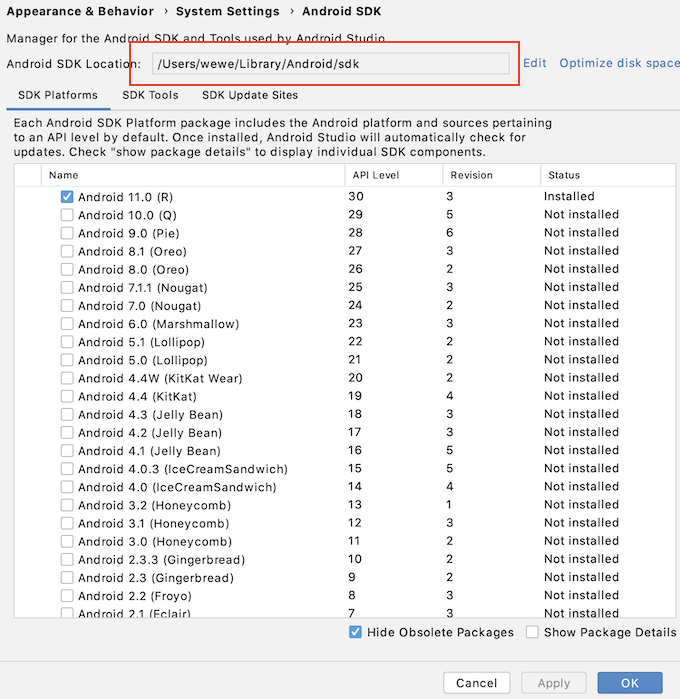 Appearance & Behavior › System Settings › Android SDK
Manager for the Android SDK and Tools used by Android Studio
Android SDK Location: /Users/wewe/Library/Android/sdk Edit Optimize disk space
SDK Platforms SDK Tools SDK Update Sites
Each Android SDK Platform package includes the Android platform and sources pertaining
to an API level by default. Once installed, Android Studio will automatically check for
updates. Check "show package details" to display individual SDK components.
Name API Level Revision Status
Android 11.0 (R) 30 3 Installed
Android 10.0 (Q) 29 5 Not installed
Android 9.0 (Pie) 28 6 Not installed
Android 8.1 (Oreo) 27 3 Not installed
Android 8.0 (Oreo) 26 2 Not installed
Android 7.1.1 (Nougat) 25 3 Not installed
Android 7.0 (Nougat) 24 2 Not installed
Android 6.0 (Marshmallow) 23 3 Not installed
Android 5.1 (Lollipop) 22 2 Not installed
Android 5.0 (Lollipop) 21 2 Not installed
Android 4.4W (KitKat Wear) 20 2 Not installed
Android 4.4 (KitKat) 19 4 Not installed
Android 4.3 (Jelly Bean) 18 3 Not installed
Android 4.2 (Jelly Bean) 17 3 Not installed
Android 4.1 (Jelly Bean) 16 5 Not installed
Android 4.0.3 (IceCreamSandwich) 15 5 Not installed
Android 4.0 (IceCreamSandwich) 14 4 Not installed
Android 3.2 (Honeycomb) 13 1 Not installed
Android 3.1 (Honeycomb) 12 3 Not installed
Android 3.0 (Honeycomb) 11 2 Not installed
Android 2.3.3 (Gingerbread) 10 2 Not installed
Android 2.3 (Gingerbread) 9 2 Not installed
Android 2.2 (Froyo) 8 3 Not installed
Android 2.1 (Eclair) 7 3 Not installed
Hide Obsolete Packages Show Package Details
Cancel Apply OK